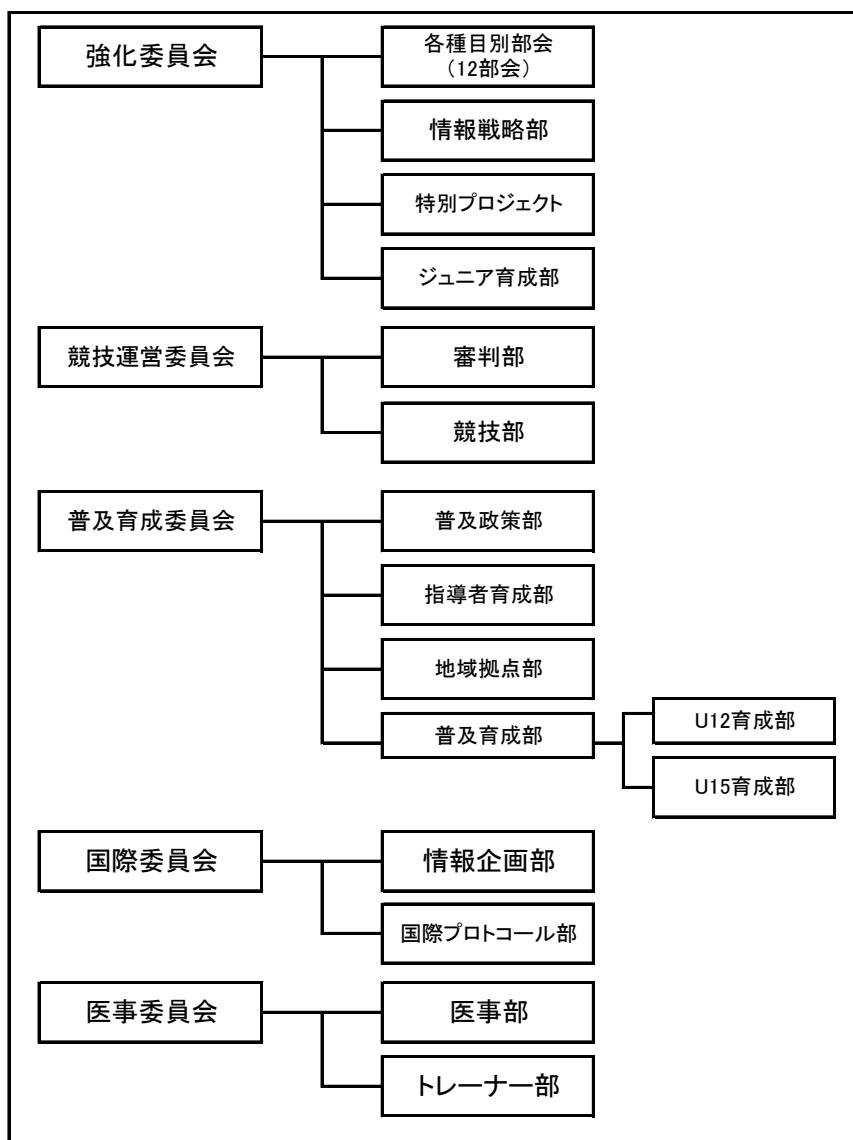 強化委員会
各種目別部会
（12部会）
情報戦略部
特別プロジェクト
ジュニア育成部
競技運営委員会
審判部
競技部
普及育成委員会
普及政策部
指導者育成部
地域拠点部
普及育成部
U12育成部
U15育成部
国際委員会
情報企画部
国際プロトコール部
医事委員会
医事部
トレーナー部